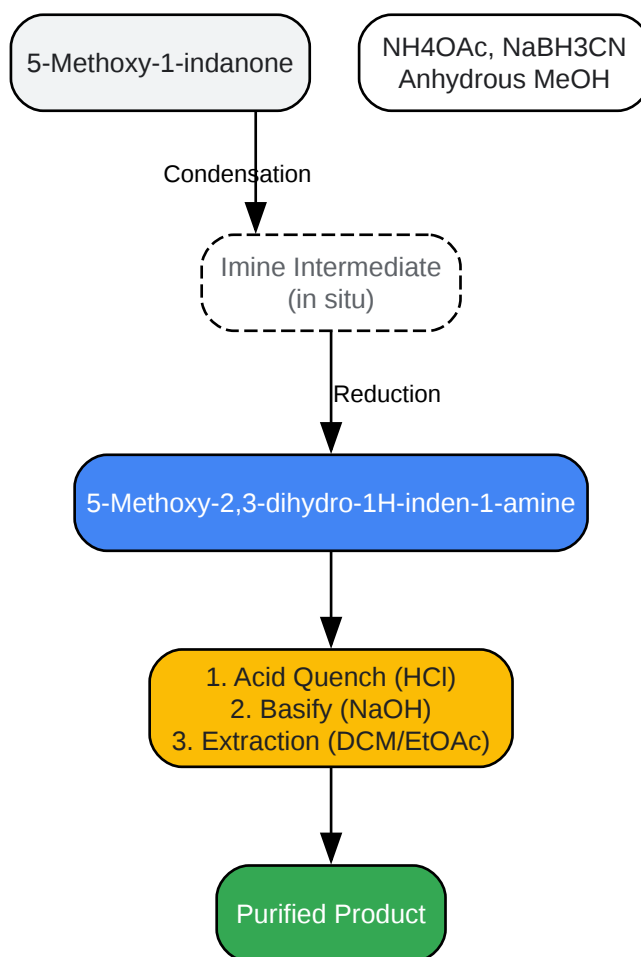 5-Methoxy-1-indanone
NH4OAc, NaBH3CN
Anhydrous MeOH
Condensation
Imine Intermediate
(in situ)
Reduction
5-Methoxy-2,3-dihydro-1H-inden-1-amine
1. Acid Quench (HCl)
2. Basify (NaOH)
3. Extraction (DCM/EtOAc)
Purified Product